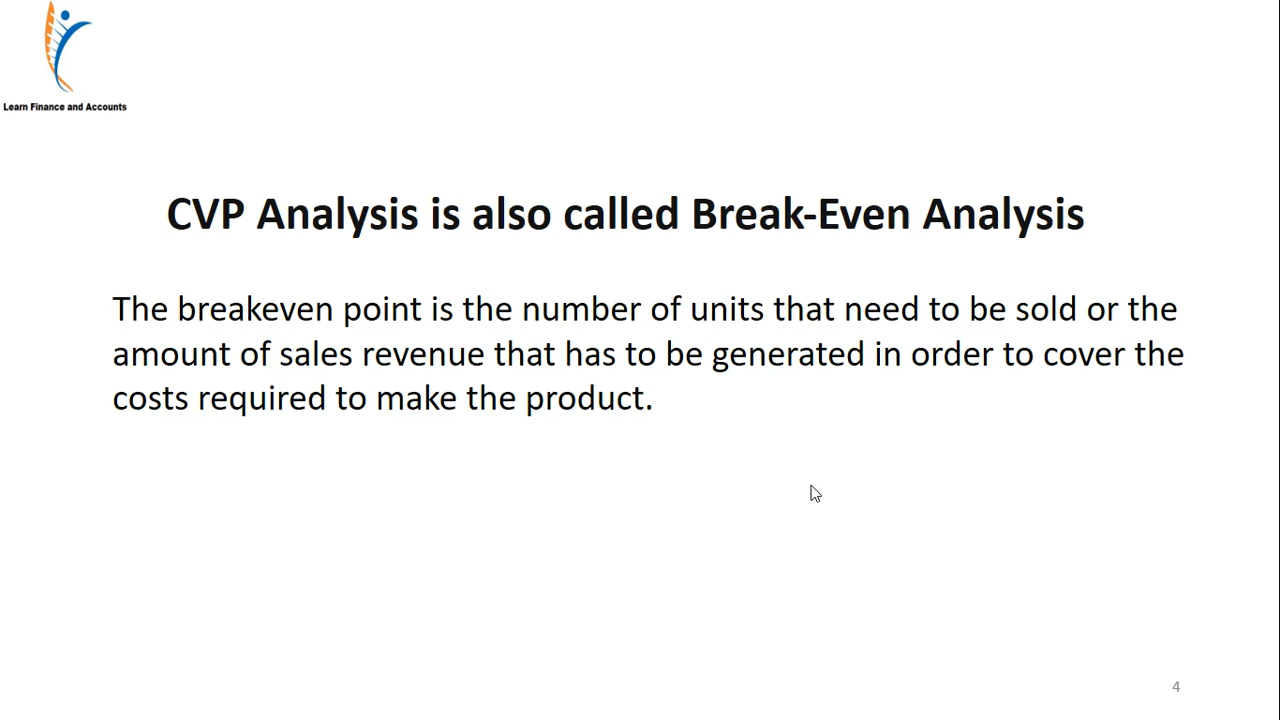 Learn Finance and Accounts
CVP Analysis is also called Break-Even Analysis
The breakeven point is the number of units that need to be sold or the
amount of sales revenue that has to be generated in order to cover the
costs required to make the product.
4